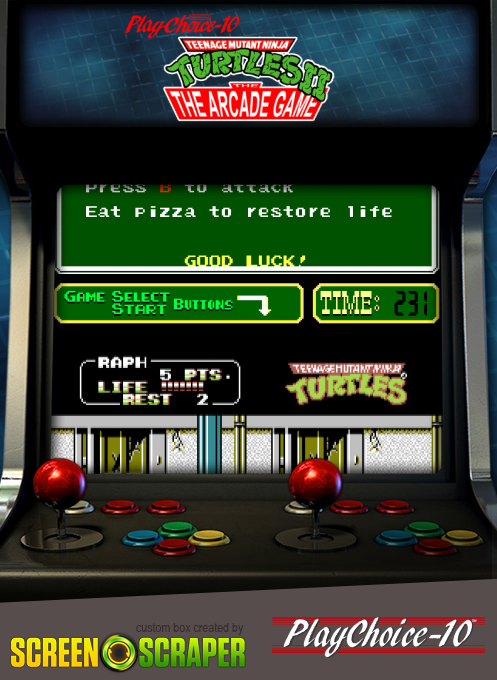 PlayChoice-10
TEENAGE MUTANT NINJA
TURTLES II
THE
THE ARCADE GAME
Press B to attack
Eat pizza to restore life
GOOD LUCK!
GAME SELECT
START BUTTONS
TIME: 231
RAPH
5 PTS.
LIFE
REST 2
TEENAGE MUTANT NINJA
TURTLES
custom box created by
SCREEN SCRAPER
PlayChoice-10™